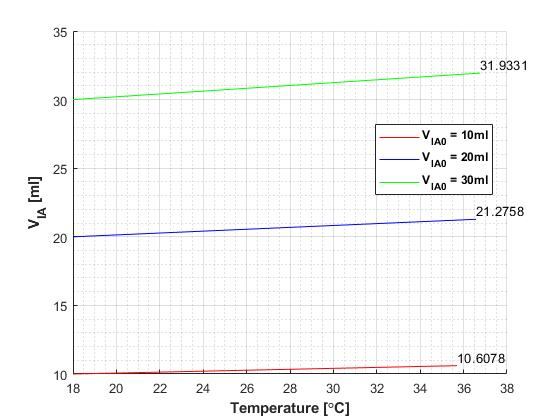 35
31.9331
30
V_IA0 = 10ml
V_IA0 = 20ml
V_IA0 = 30ml
25
V_IA [ml]
21.2758
20
15
10.6078
10
18 20 22 24 26 28 30 32 34 36 38
Temperature [°C]